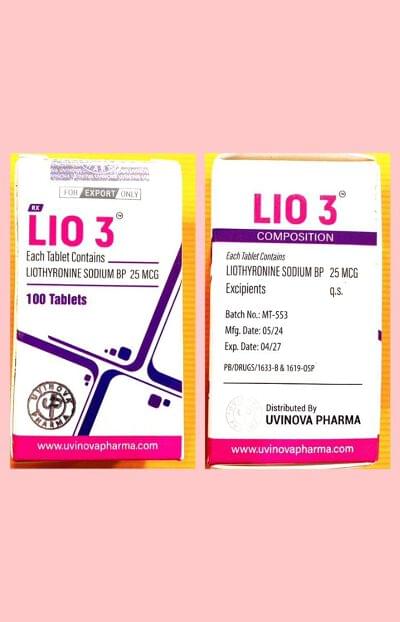 FOR EXPORT ONLY
RX
LIO 3™
Each Tablet Contains
LIOTHYRONINE SODIUM BP 25 MCG
100 Tablets
UVINOVA
PHARMA
www.uvinovapharma.com
LIO 3™
COMPOSITION
Each Tablet Contains
LIOTHYRONINE SODIUM BP 25 MCG
Excipients q.s.
Batch No.: MT-553
Mfg. Date: 05/24
Exp. Date: 04/27
PB/DRUGS/1633-B & 1619-OSP
Distributed By
UVINOVA PHARMA
www.uvinovapharma.com